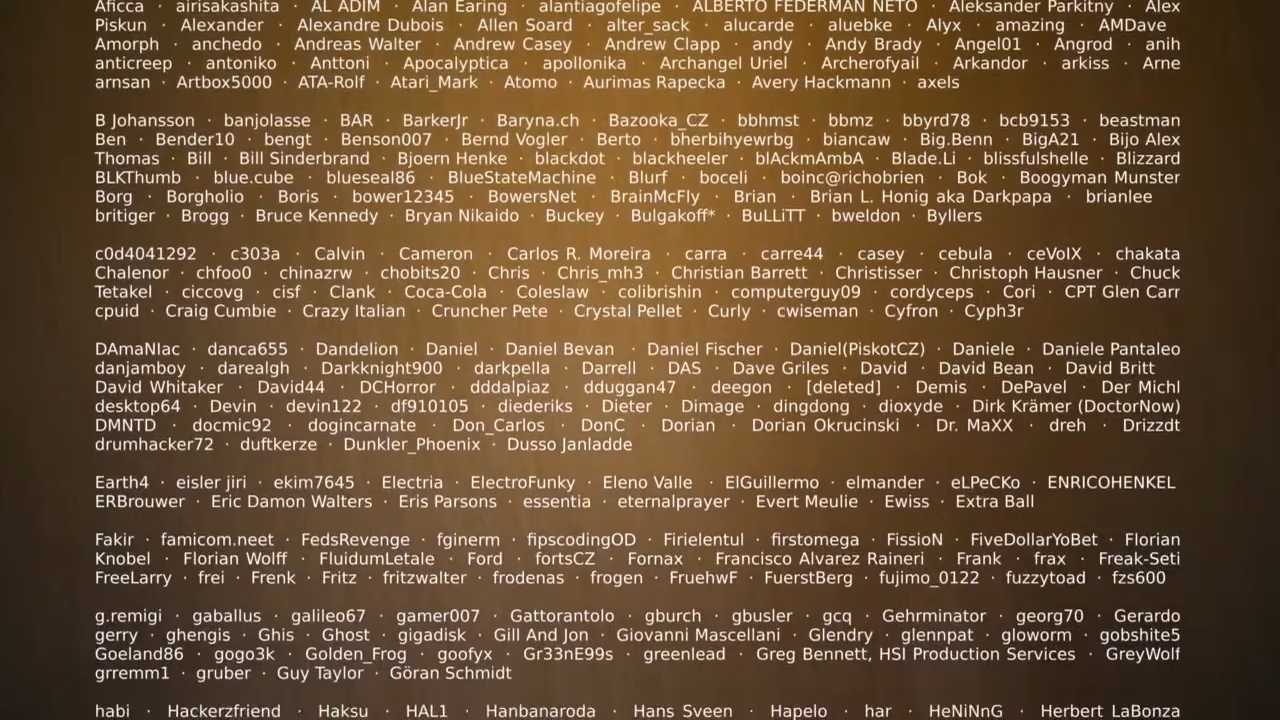 Aficca · airisakashita · AL ADIM · Alan Earing · alantiagofelipe · ALBERTO FEDERMAN NETO · Aleksander Parkitny · Alex
Piskun · Alexander · Alexandre Dubois · Allen Soard · alter_sack · alucarde · aluebke · Alyx · amazing · AMDave
Amorph · anchedo · Andreas Walter · Andrew Casey · Andrew Clapp · andy · Andy Brady · Angel01 · Angrod · anih
anticreep · antoniko · Anttoni · Apocalyptica · apollonika · Archangel Uriel · Archerofyail · Arkandor · arkiss · Arne
arnsan · Artbox5000 · ATA-Rolf · Atari_Mark · Atomo · Aurimas Rapecka · Avery Hackmann · axels
B Johansson · banjolasse · BAR · BarkerJr · Baryna.ch · Bazooka_CZ · bbhmst · bbmz · bbyrd78 · bcb9153 · beastman
Ben · Bender10 · bengt · Benson007 · Bernd Vogler · Berto · bherbihyewrbg · biancaw · Big.Benn · BigA21 · Bijo Alex
Thomas · Bill · Bill Sinderbrand · Bjoern Henke · blackdot · blackheeler · blAckmAmbA · Blade.Li · blissfulshelle · Blizzard
BLKThumb · blue.cube · blueseal86 · BlueStateMachine · Blurf · boceli · boinc@richobrien · Bok · Boogyman Munster
Borg · Borgholio · Boris · bower12345 · BowersNet · BrainMcFly · Brian · Brian L. Honig aka Darkpapa · brianlee
britiger · Brogg · Bruce Kennedy · Bryan Nikaido · Buckey · Bulgakoff* · BuLLiTT · bweldon · Byllers
c0d4041292 · c303a · Calvin · Cameron · Carlos R. Moreira · carra · carre44 · casey · cebula · ceVoIX · chakata
Chalenor · chfoo0 · chinazrw · chobits20 · Chris · Chris_mh3 · Christian Barrett · Christisser · Christoph Hausner · Chuck
Tetakel · ciccovg · cisf · Clank · Coca-Cola · Coleslaw · colibrishin · computerguy09 · cordyceps · Cori · CPT Glen Carr
cpuid · Craig Cumbie · Crazy Italian · Cruncher Pete · Crystal Pellet · Curly · cwiseman · Cyfron · Cyph3r
DAmaNIac · danca655 · Dandelion · Daniel · Daniel Bevan · Daniel Fischer · Daniel(PiskotCZ) · Daniele · Daniele Pantaleo
danjamboy · darealgh · Darkknight900 · darkpella · Darrell · DAS · Dave Griles · David · David Bean · David Britt
David Whitaker · David44 · DCHorror · dddalpiaz · dduggan47 · deegon · [deleted] · Demis · DePavel · Der Michl
desktop64 · Devin · devin122 · df910105 · diederiks · Dieter · Dimage · dingdong · dioxyde · Dirk Krämer (DoctorNow)
DMNTD · docmic92 · dogincarnate · Don_Carlos · DonC · Dorian · Dorian Okrucinski · Dr. MaXX · dreh · Drizzdt
drumhacker72 · duftkerze · Dunkler_Phoenix · Dusso Janladde
Earth4 · eisler jiri · ekim7645 · Electria · ElectroFunky · Eleno Valle · ElGuillermo · elmander · eLPeCKo · ENRICOHENKEL
ERBrouwer · Eric Damon Walters · Eris Parsons · essentia · eternalprayer · Evert Meulie · Ewiss · Extra Ball
Fakir · famicom.neet · FedsRevenge · fginerm · fipscodingOD · Firielentul · firstomega · FissioN · FiveDollarYoBet · Florian
Knobel · Florian Wolff · FluidumLetale · Ford · fortsCZ · Fornax · Francisco Alvarez Raineri · Frank · frax · Freak-Seti
FreeLarry · frei · Frenk · Fritz · fritzwalter · frodenas · frogen · FruehwF · FuerstBerg · fujimo_0122 · fuzzytoad · fzs600
g.remigi · gaballus · galileo67 · gamer007 · Gattorantolo · gburch · gbusler · gcq · Gehrminator · georg70 · Gerardo
gerry · ghengis · Ghis · Ghost · gigadisk · Gill And Jon · Giovanni Mascellani · Glendry · glennpat · gloworm · gobshite5
Goeland86 · gogo3k · Golden_Frog · goofyx · Gr33nE99s · greenlead · Greg Bennett, HSI Production Services · GreyWolf
grremm1 · gruber · Guy Taylor · Göran Schmidt
habi · Hackerzfriend · Haksu · HAL1 · Hanbanaroda · Hans Sveen · Hapelo · har · HeNiNnG · Herbert LaBonza